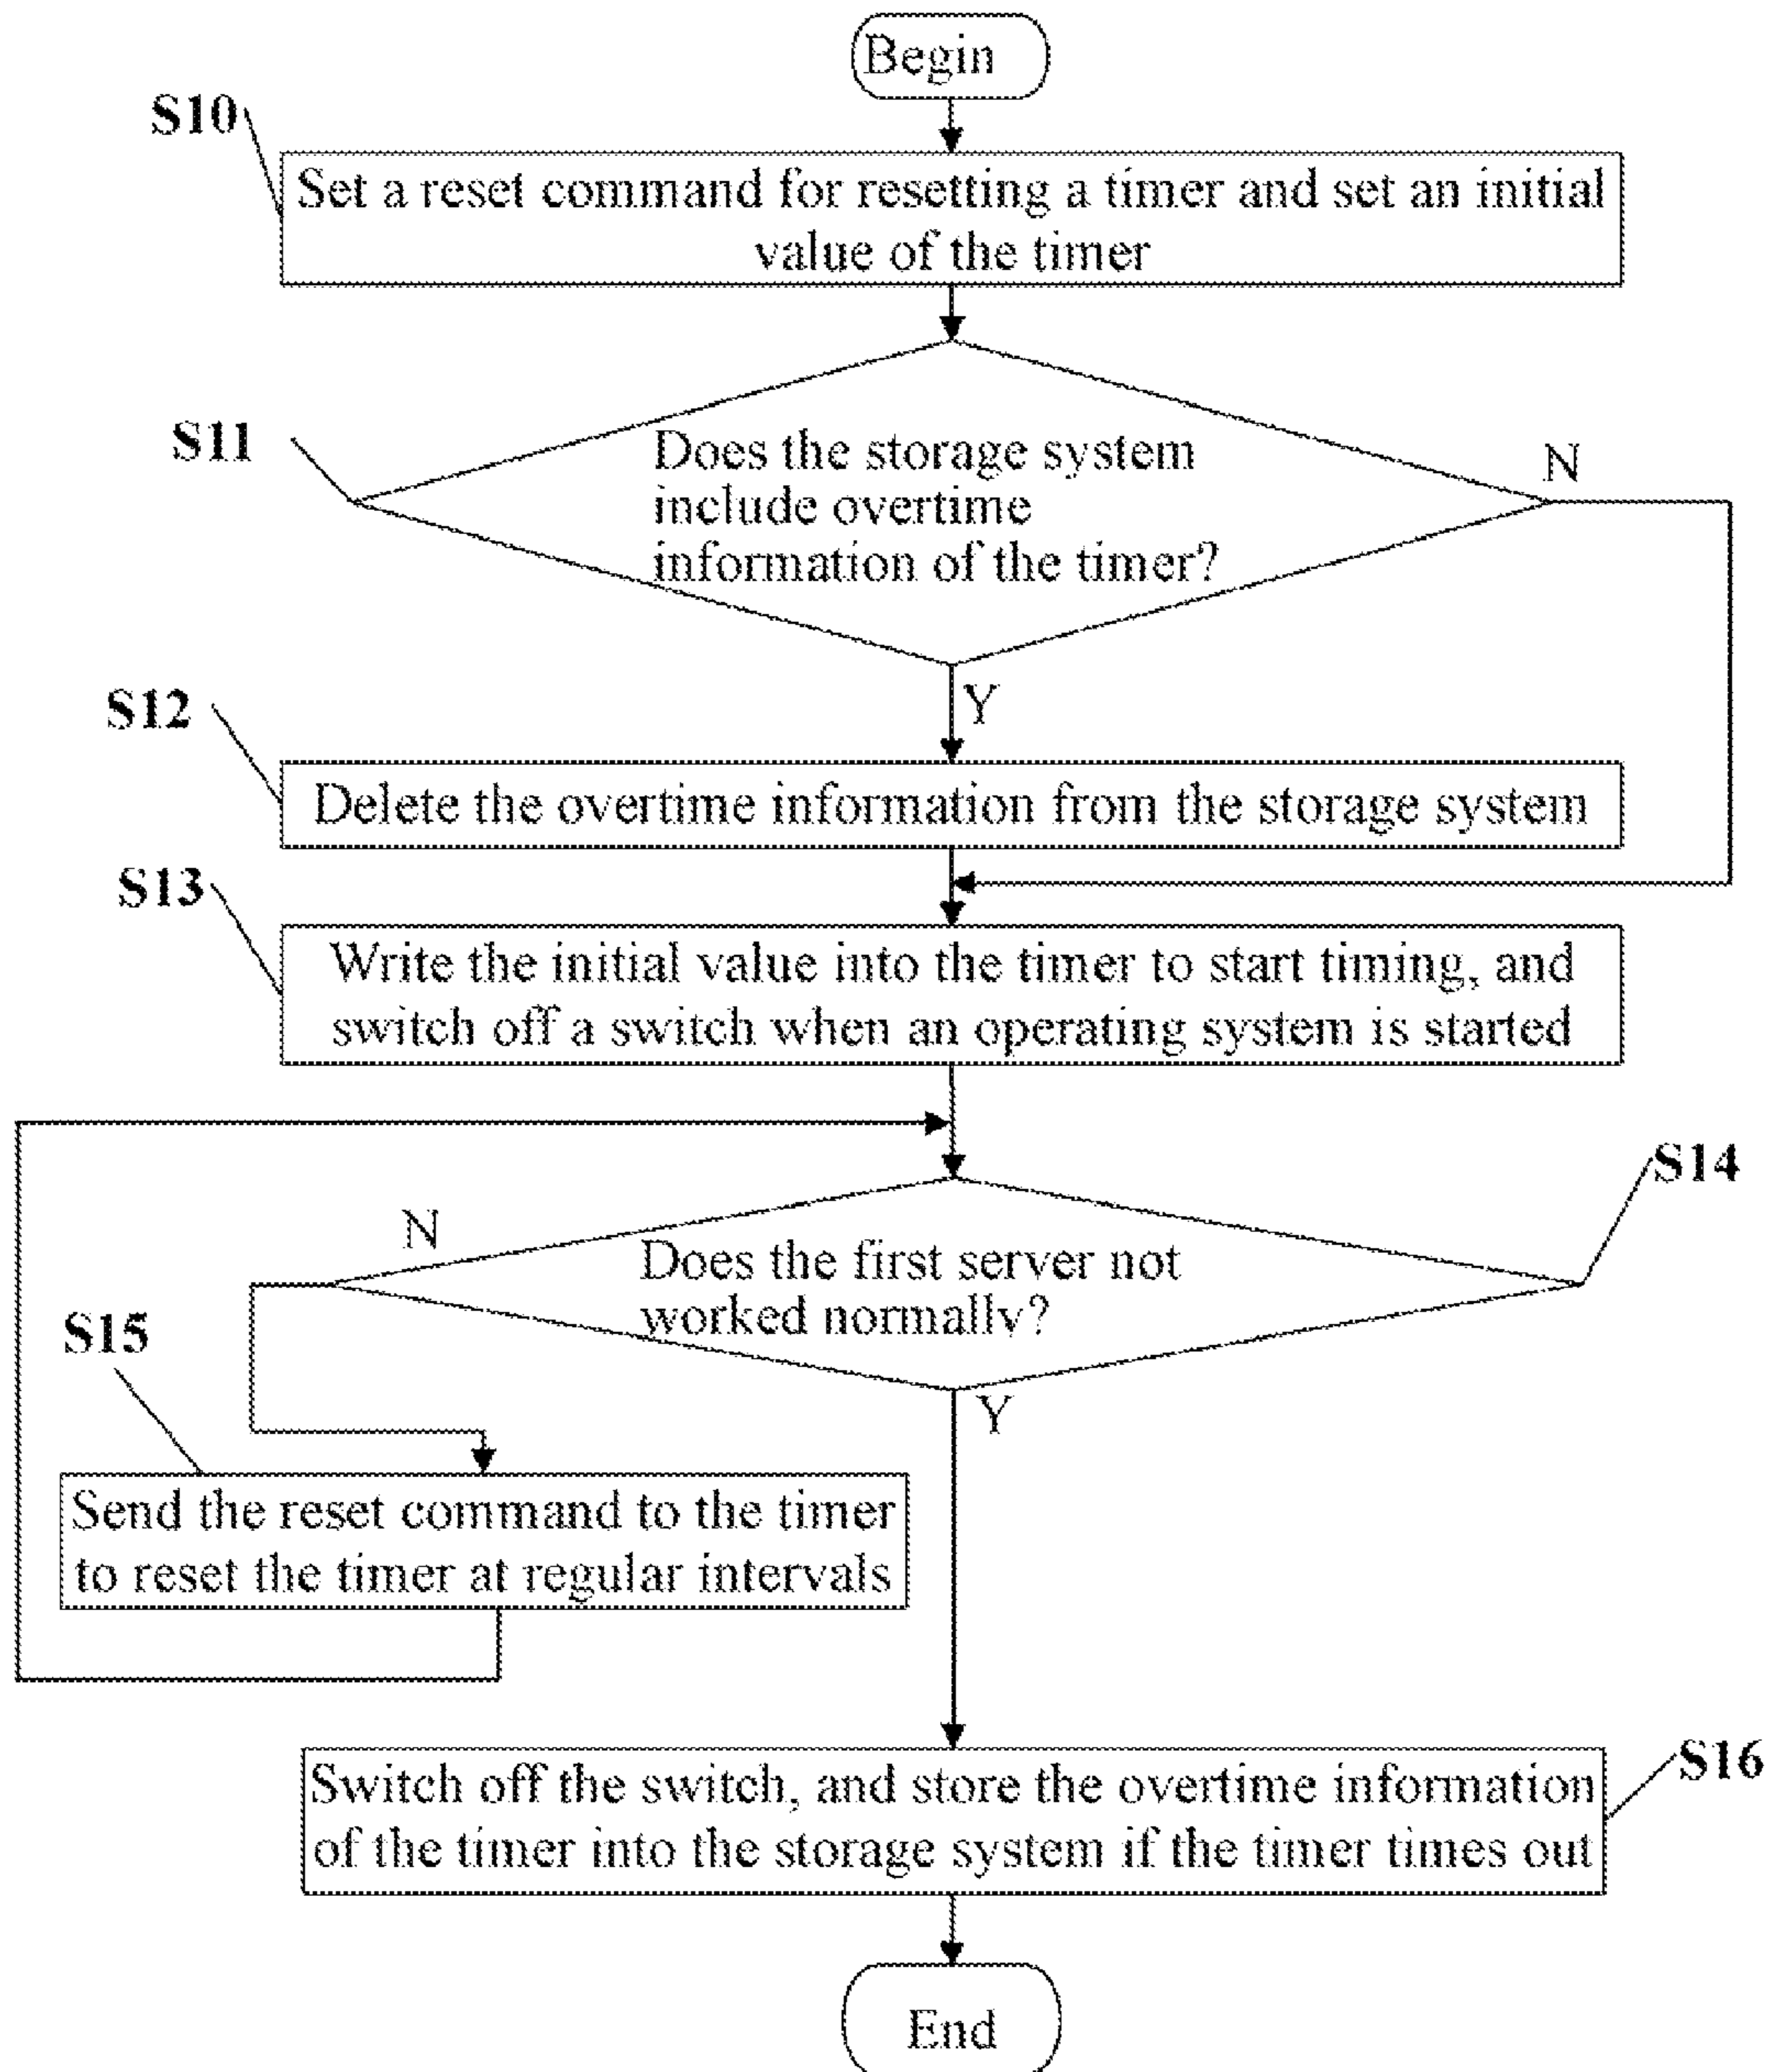 Begin
S10
Set a reset command for resetting a timer and set an initial
value of the timer
S11
Does the storage system
include overtime
information of the timer?
N
Y
S12
Delete the overtime information from the storage system
S13
Write the initial value into the timer to start timing, and
switch off a switch when an operating system is started
S14
N
Does the first server not
worked normally?
Y
S15
Send the reset command to the timer
to reset the timer at regular intervals
S16
Switch off the switch, and store the overtime information
of the timer into the storage system if the timer times out
End